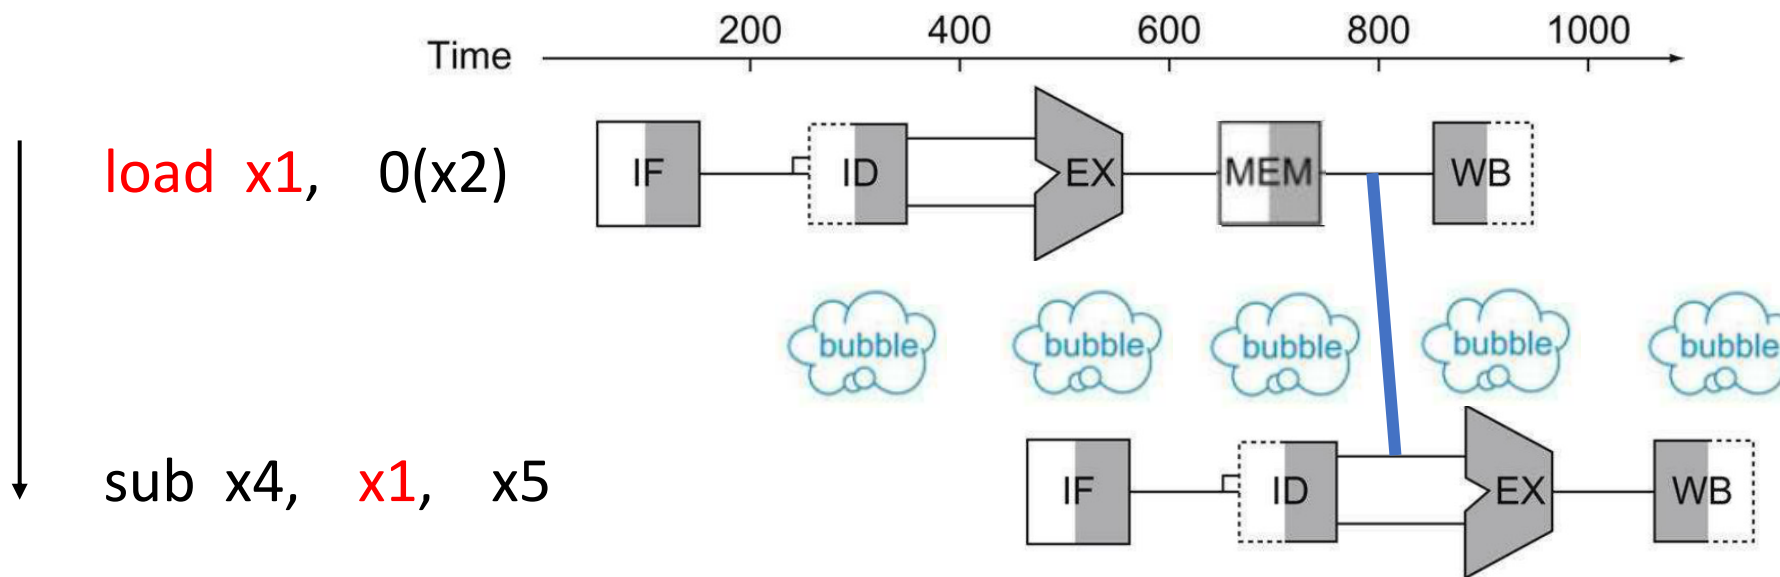 200 400 600 800 1000
Time
load x1, 0(x2)
IF ID EX MEM WB
bubble bubble bubble bubble bubble
sub x4, x1, x5
IF ID EX WB